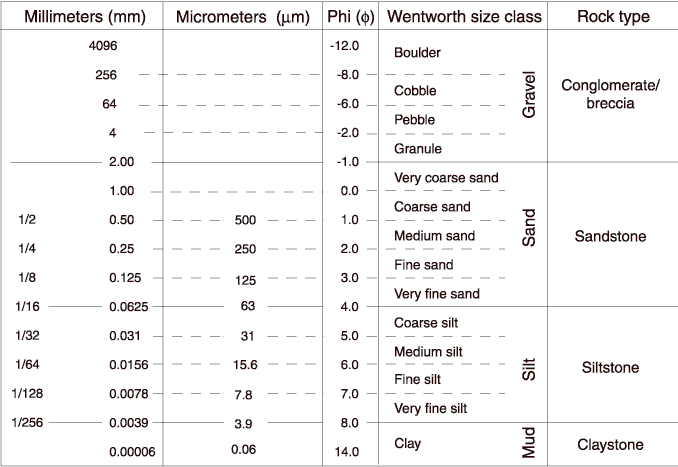 Millimeters (mm) Micrometers (μm) Phi (ϕ) Wentworth size class Rock type
4096 -12.0
Boulder
256 -8.0
Cobble
64 -6.0
Pebble
4 -2.0
Granule
Gravel
Conglomerate/
breccia
2.00 -1.0
Very coarse sand
1.00 0.0
Coarse sand
1/2 0.50 500 1.0
Medium sand
1/4 0.25 250 2.0
Fine sand
1/8 0.125 125 3.0
Very fine sand
Sand
Sandstone
1/16 0.0625 63 4.0
Coarse silt
1/32 0.031 31 5.0
Medium silt
1/64 0.0156 15.6 6.0
Fine silt
1/128 0.0078 7.8 7.0
Very fine silt
Silt
Siltstone
1/256 0.0039 3.9 8.0
Clay
Mud
Claystone
0.00006 0.06 14.0